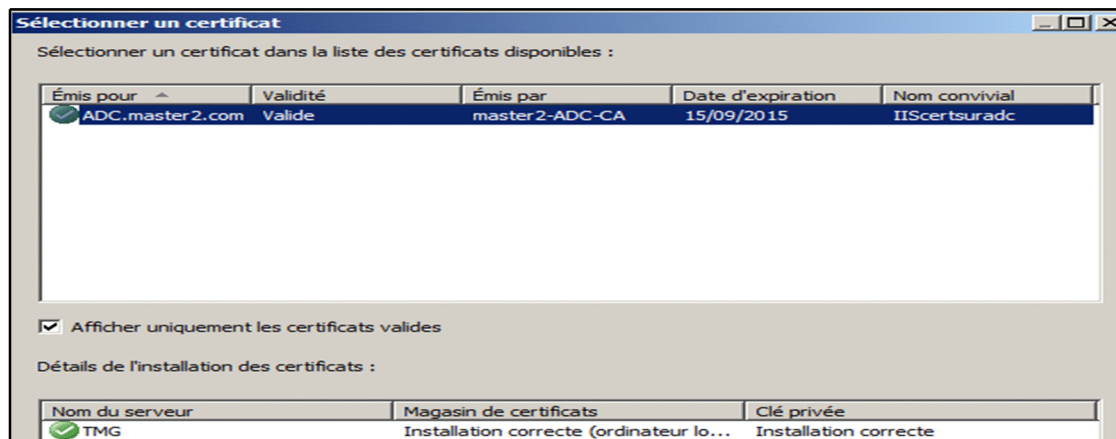 Sélectionner un certificat
Sélectionner un certificat dans la liste des certificats disponibles :
Émis pour Validité Émis par Date d'expiration Nom convivial
ADC.master2.com Valide master2-ADC-CA 15/09/2015 IIScertsuradc
Afficher uniquement les certificats valides
Détails de l'installation des certificats :
Nom du serveur Magasin de certificats Clé privée
TMG Installation correcte (ordinateur lo... Installation correcte